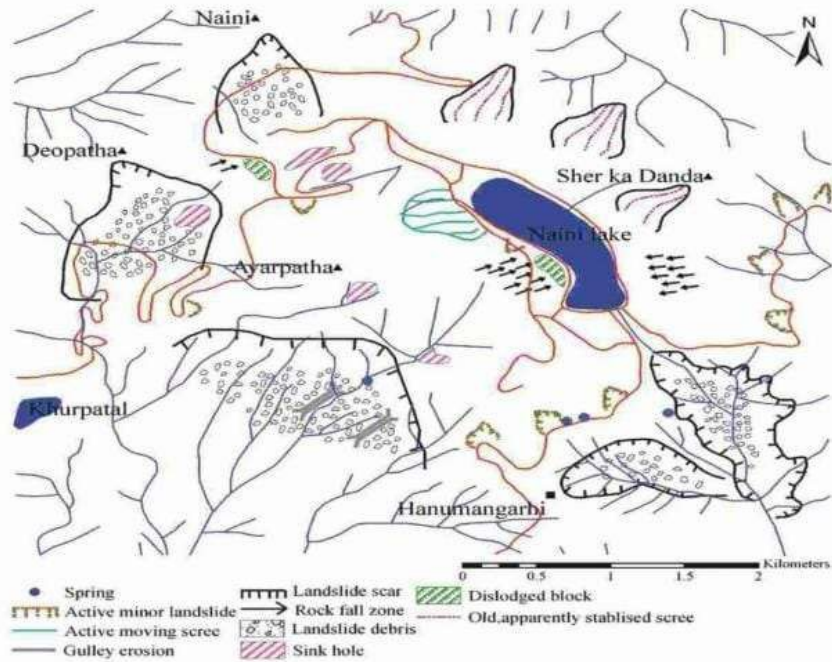 Naini
N
Deopatha
Sher ka Danda
Naini lake
Ayarpatha
Khurpatal
Hanumangarhi
Kilometers
0 0.5 1 2
Spring
Active minor landslide
Active moving scree
Gulley erosion
Landslide scar
Rock fall zone
Landslide debris
Sink hole
Dislodged block
Old,apparently stablised scree